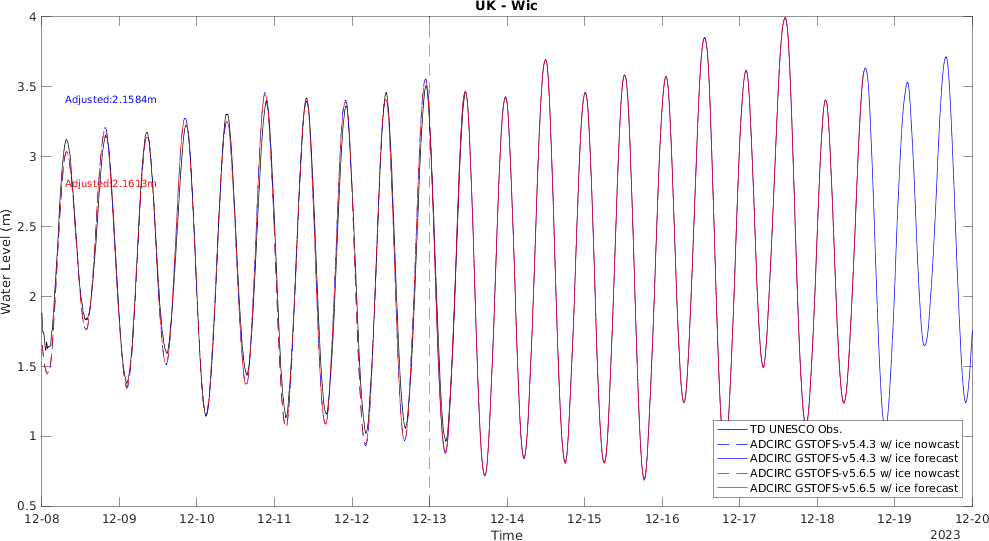 UK - Wic
4
3.5
3
2.5
2
1.5
1
0.5
Water Level (m)
Adjusted:2.1584m
Adjusted:2.1613m
TD UNESCO Obs.
ADCIRC GSTOFS-v5.4.3 w/ ice nowcast
ADCIRC GSTOFS-v5.4.3 w/ ice forecast
ADCIRC GSTOFS-v5.6.5 w/ ice nowcast
ADCIRC GSTOFS-v5.6.5 w/ ice forecast
12-08 12-09 12-10 12-11 12-12 12-13 12-14 12-15 12-16 12-17 12-18 12-19 12-20
Time
2023